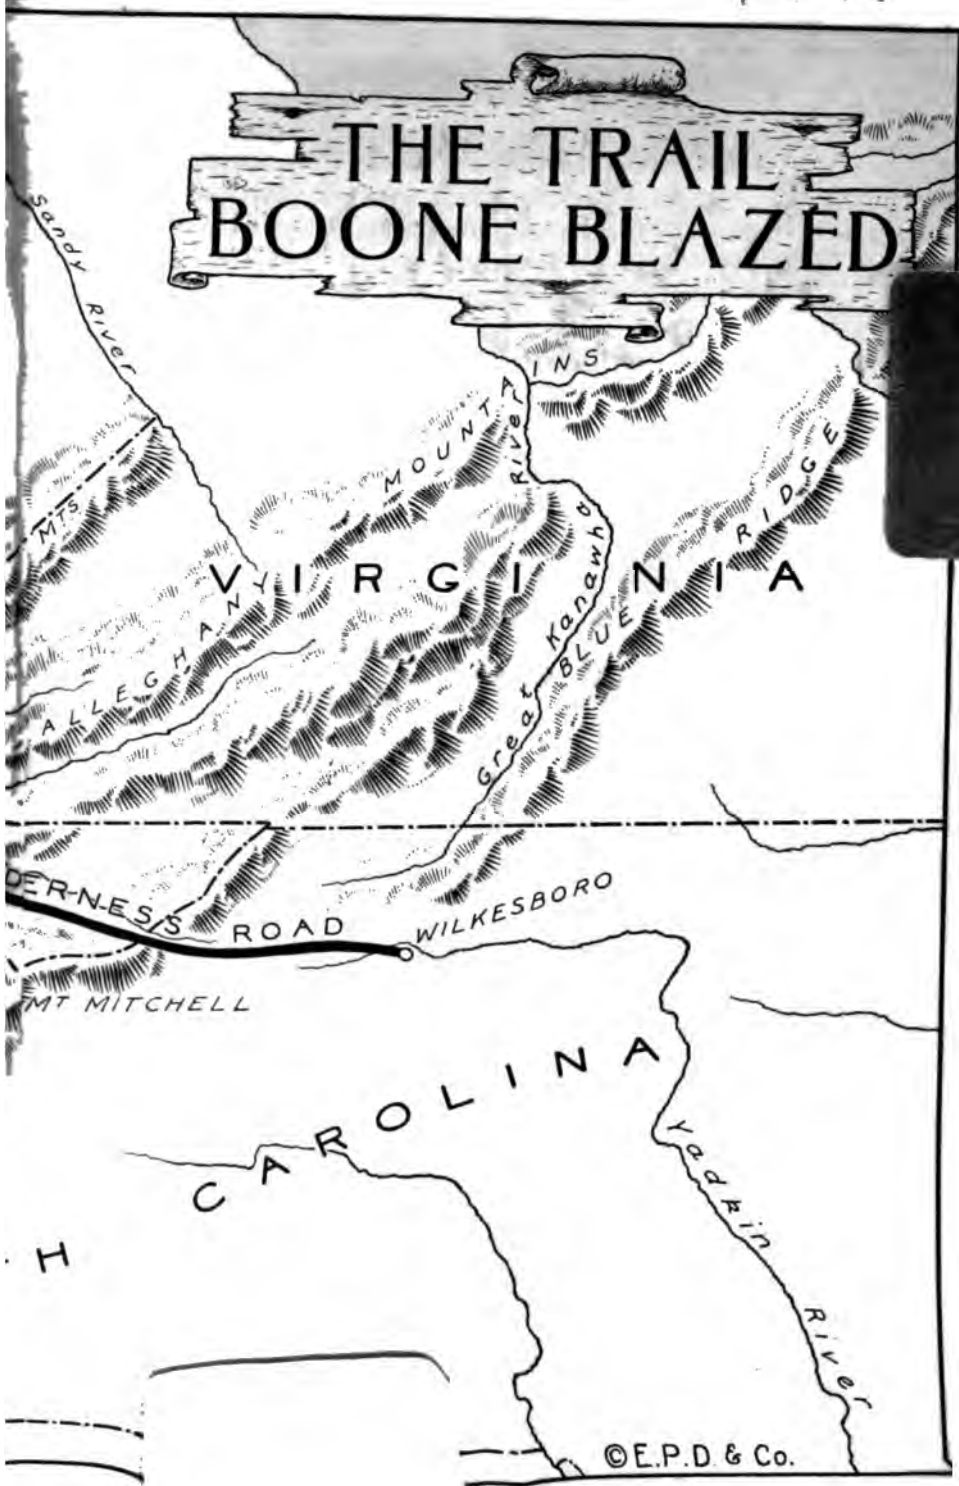 THE TRAIL
BOONE BLAZED
Sandy River
MTS
ALLEGHANY MOUNTAINS
VIRGINIA
Great Kanawha River
BLUE RIDGE
DERNESS ROAD
WILKESBORO
MT MITCHELL
H CAROLINA
Yadkin River
© E.P.D. & Co.